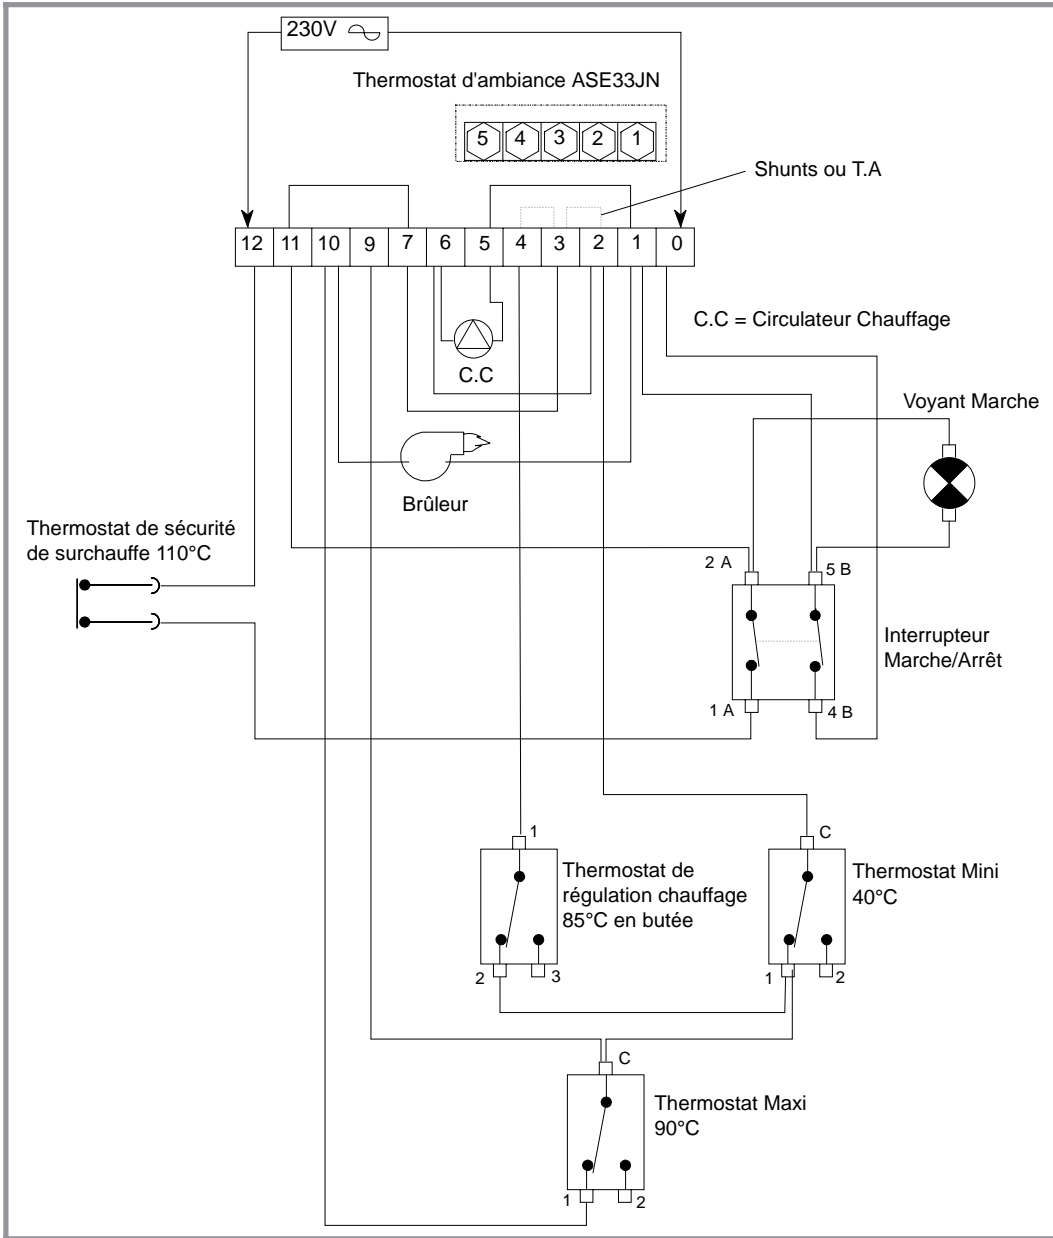 230V
Thermostat d'ambiance ASE33JN
5 4 3 2 1
Shunts ou T.A
12 11 10 9 7 6 5 4 3 2 1 0
C.C = Circulateur Chauffage
C.C
Voyant Marche
Brûleur
Thermostat de sécurité
de surchauffe 110°C
2 A
5 B
Interrupteur
Marche/Arrêt
1 A
4 B
1
C
Thermostat de
régulation chauffage
85°C en butée
Thermostat Mini
40°C
2
3
1
2
C
Thermostat Maxi
90°C
1
2